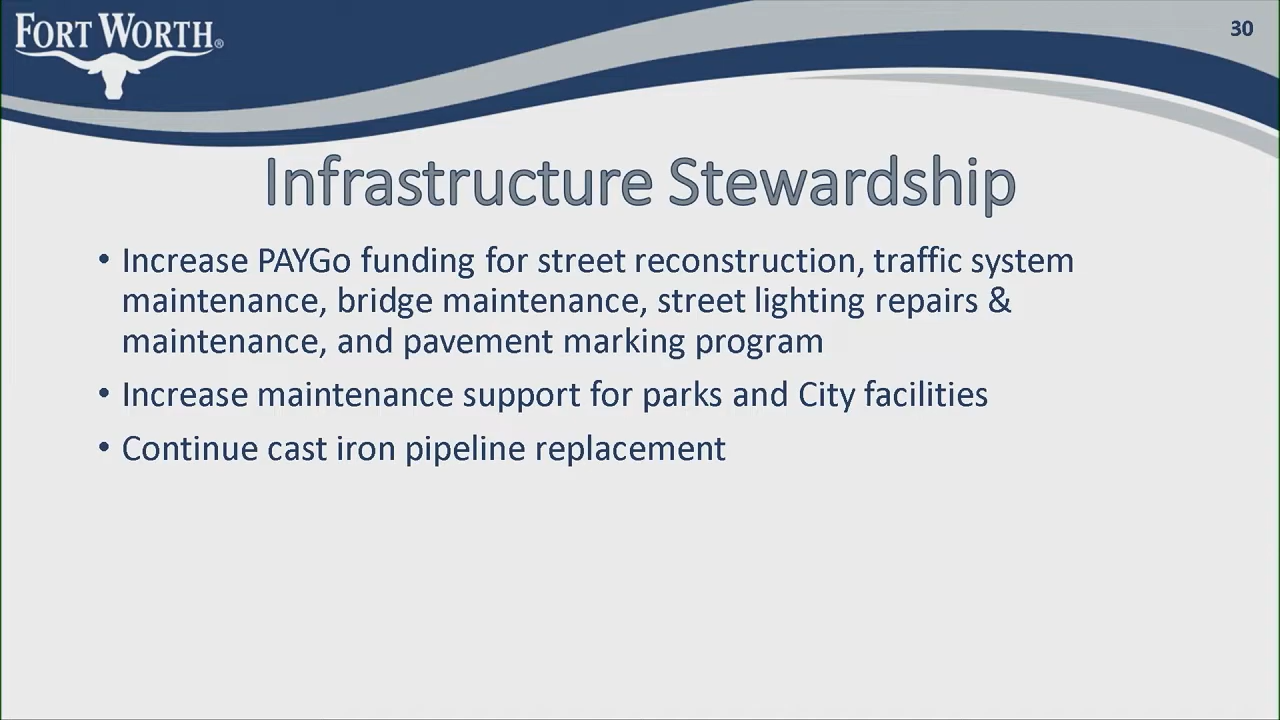 FORT WORTH®
30
Infrastructure Stewardship
• Increase PAYGo funding for street reconstruction, traffic system
maintenance, bridge maintenance, street lighting repairs &
maintenance, and pavement marking program
• Increase maintenance support for parks and City facilities
• Continue cast iron pipeline replacement